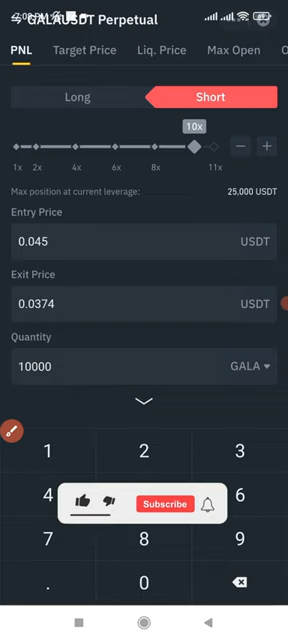 GALAUSDT Perpetual
PNL Target Price Liq. Price Max Open
Long Short
10x
1x 2x 4x 6x 8x 11x
Max position at current leverage: 25,000 USDT
Entry Price
0.045 USDT
Exit Price
0.0374 USDT
Quantity
10000 GALA
1 2 3
4 6
Subscribe
7 8 9
. 0